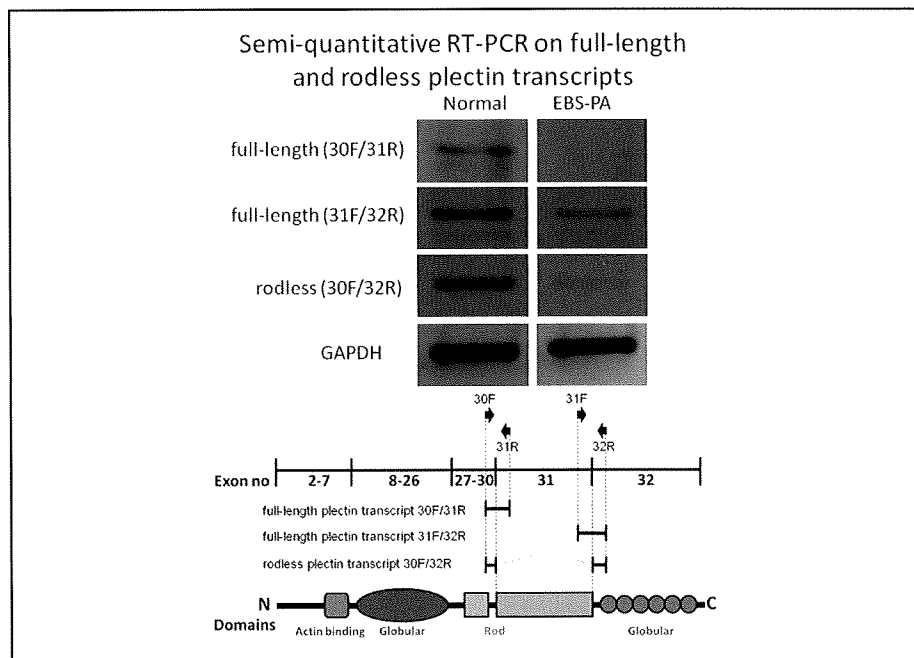 Semi-quantitative RT-PCR on full-length
and rodless plectin transcripts
Normal EBS-PA
full-length (30F/31R)
full-length (31F/32R)
rodless (30F/32R)
GAPDH
30F 31F
31R 32R
Exon no 2-7 8-26 27-30 31 32
full-length plectin transcript 30F/31R
full-length plectin transcript 31F/32R
rodless plectin transcript 30F/32R
N C
Domains Actin binding Globular Rod Globular